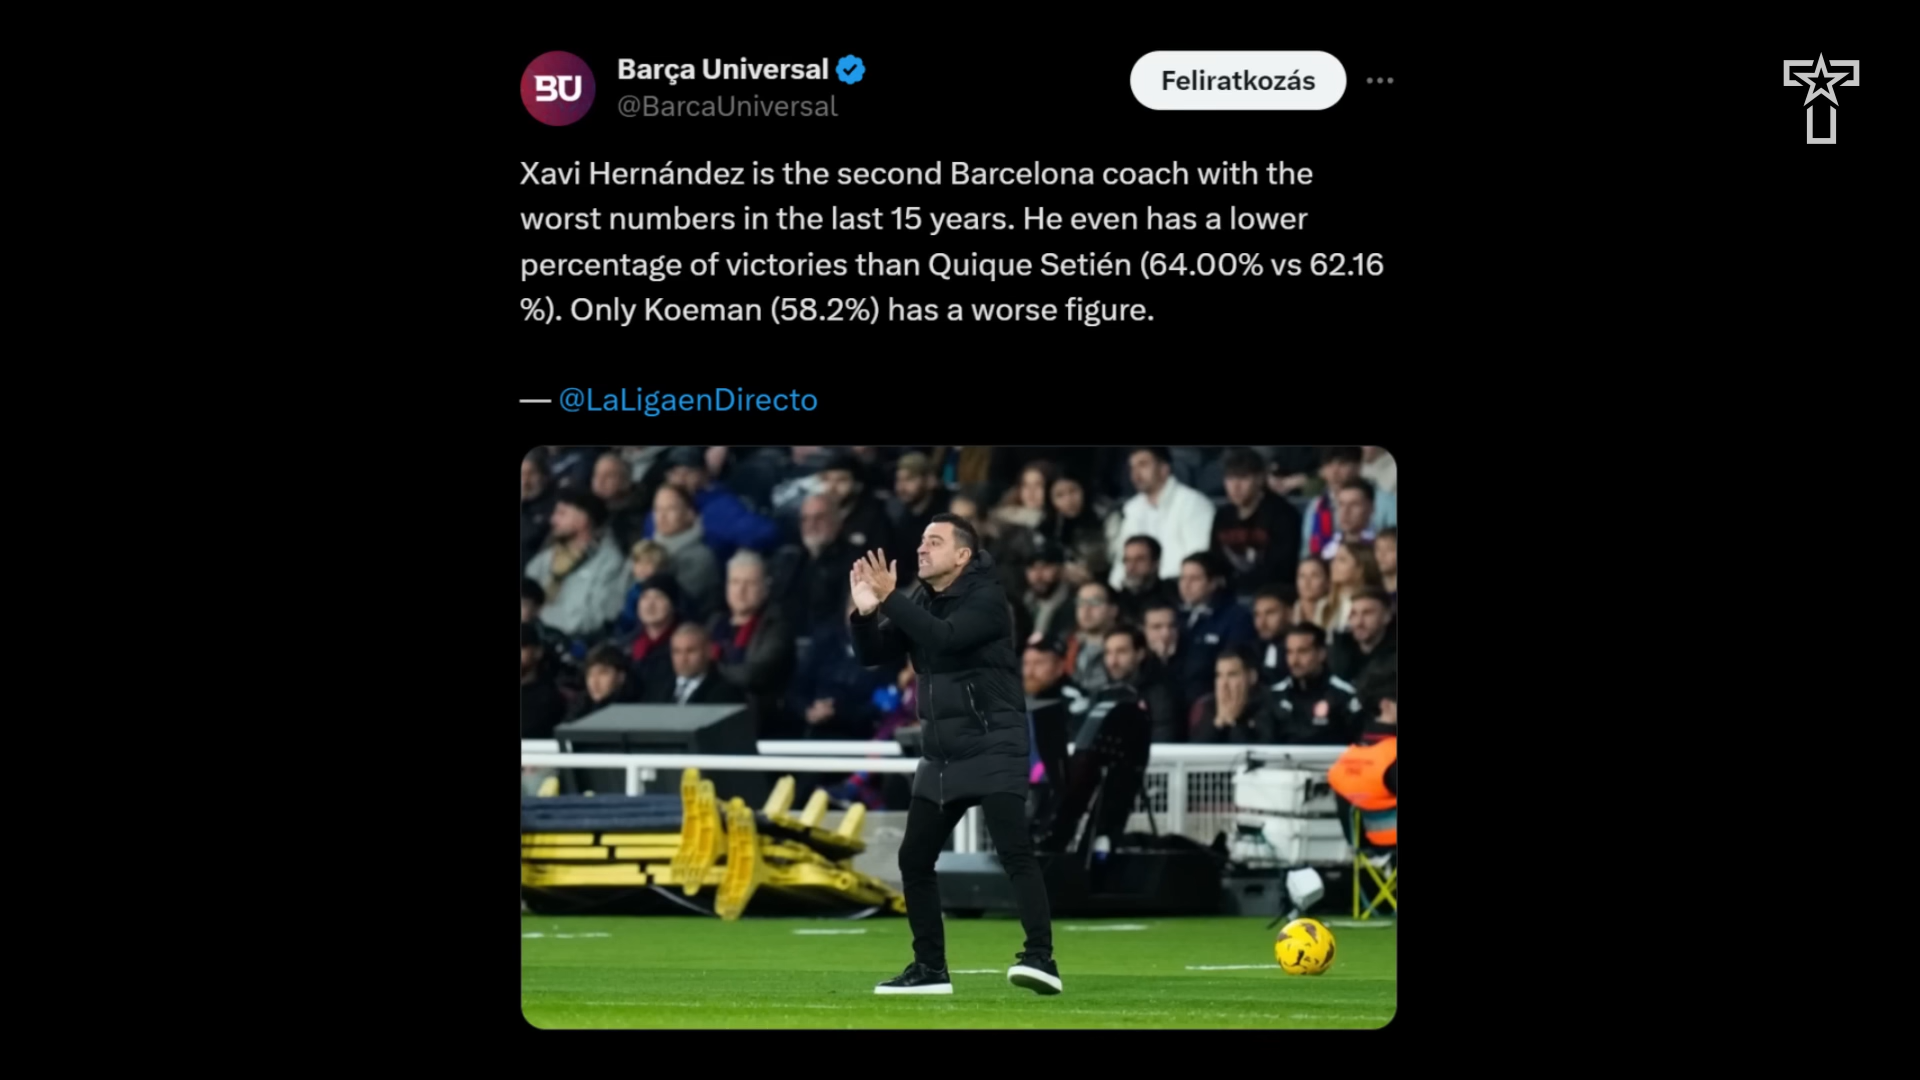 BU
Barça Universal
@BarcaUniversal
Feliratkozás
Xavi Hernández is the second Barcelona coach with the
worst numbers in the last 15 years. He even has a lower
percentage of victories than Quique Setién (64.00% vs 62.16
%). Only Koeman (58.2%) has a worse figure.
— @LaLigaenDirecto